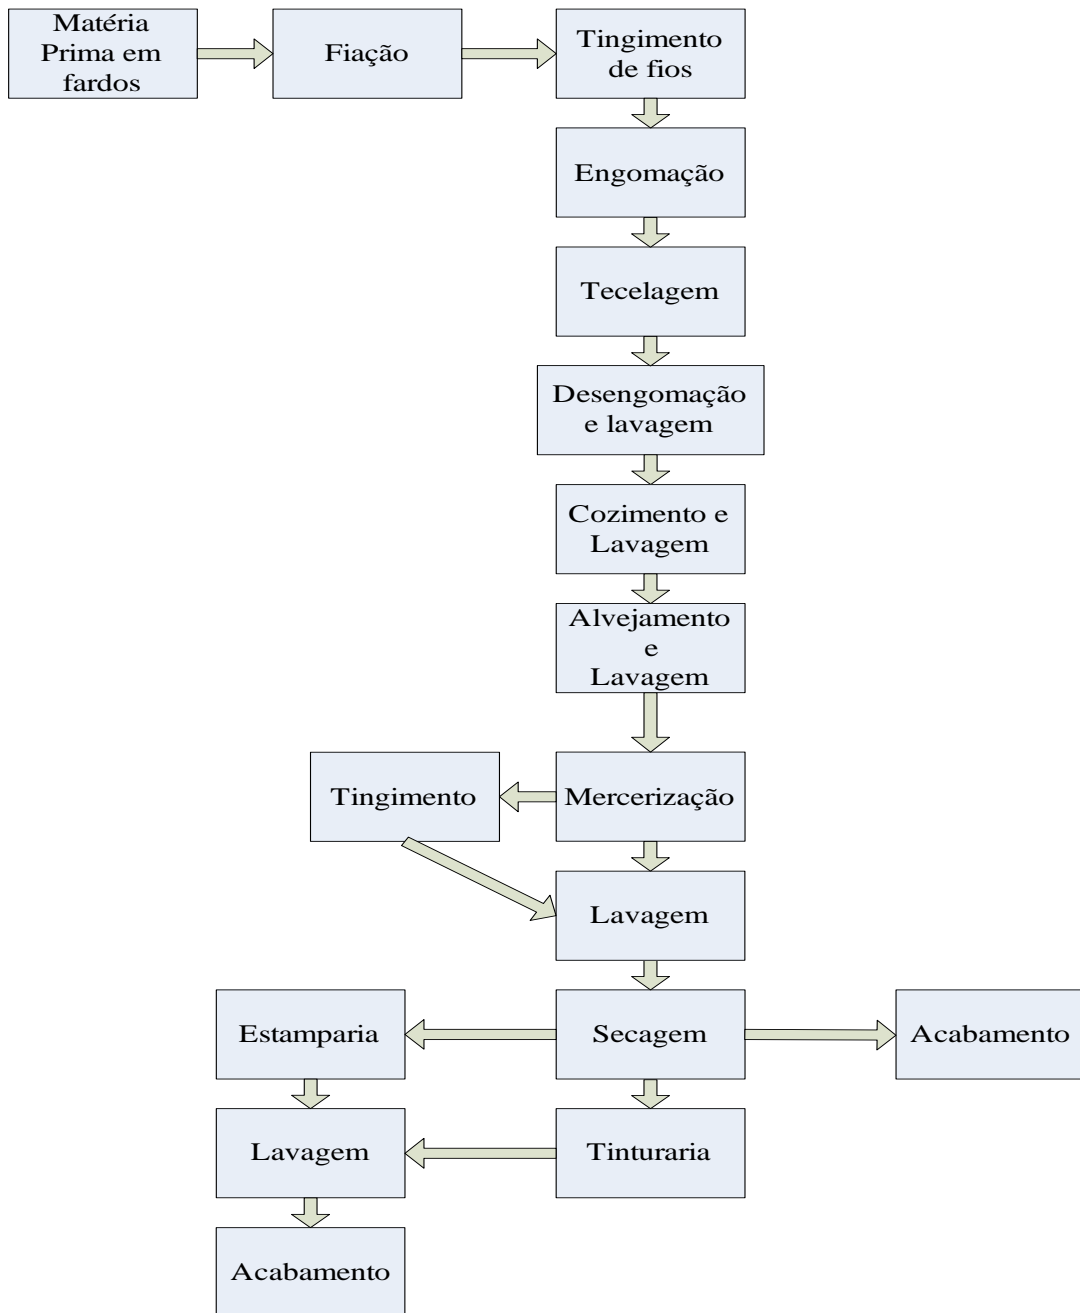 Matéria
Prima em
fardos
Fiação
Tingimento
de fios
Engomação
Tecelagem
Desengomação
e lavagem
Cozimento e
Lavagem
Alvejamento
e
Lavagem
Tingimento
Mercerização
Lavagem
Estamparia
Secagem
Acabamento
Lavagem
Tinturaria
Acabamento